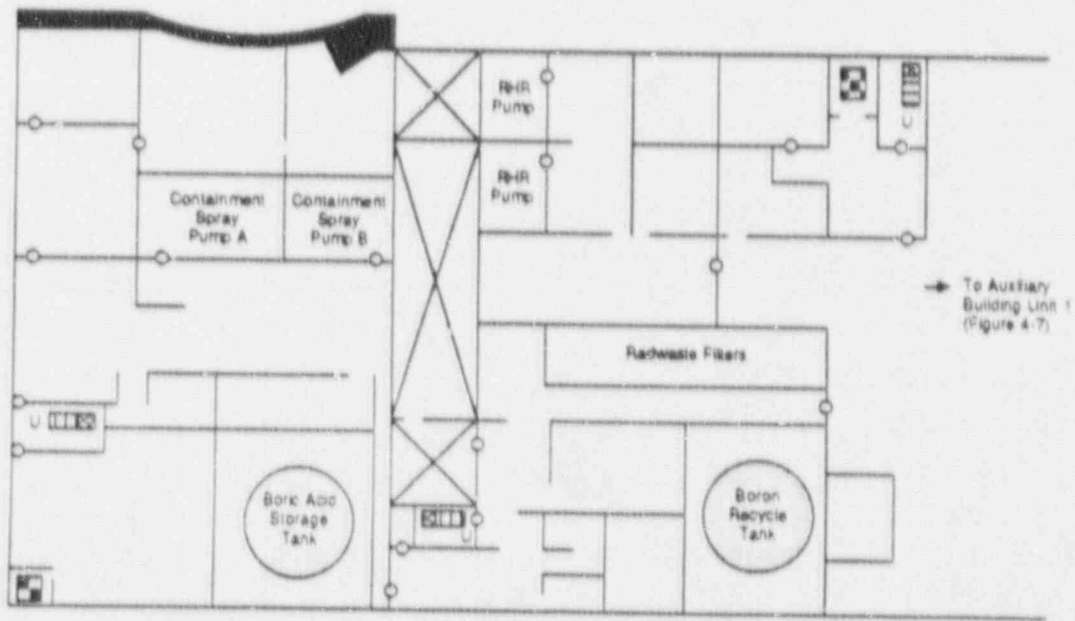 RHR
Pump
RHR
Pump
Containment
Spray
Pump A
Containment
Spray
Pump B
To Auxiliary
Building Unit 1
(Figure 4-7)
Radwaste Filters
U
U
U
U
Boric Acid
Storage
Tank
Boron
Recycle
Tank